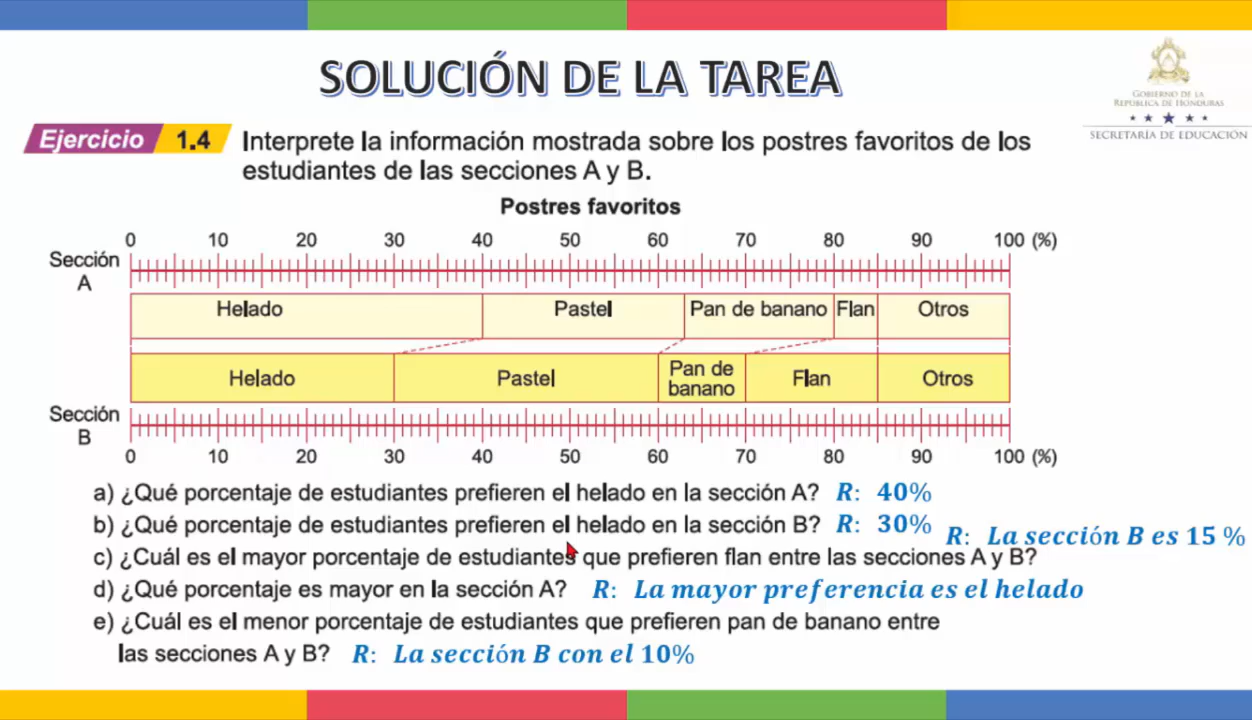 SOLUCIÓN DE LA TAREA
GOBIERNO DE LA
REPÚBLICA DE HONDURAS
SECRETARÍA DE EDUCACIÓN
Ejercicio 1.4 Interprete la información mostrada sobre los postres favoritos de los
estudiantes de las secciones A y B.
Postres favoritos
0 10 20 30 40 50 60 70 80 90 100 (%)
Sección
A
Helado Pastel Pan de banano Flan Otros
Helado Pastel Pan de banano Flan Otros
Sección
B
0 10 20 30 40 50 60 70 80 90 100 (%)
a) ¿Qué porcentaje de estudiantes prefieren el helado en la sección A? R: 40%
b) ¿Qué porcentaje de estudiantes prefieren el helado en la sección B? R: 30%
R: La sección B es 15 %
c) ¿Cuál es el mayor porcentaje de estudiantes que prefieren flan entre las secciones A y B?
d) ¿Qué porcentaje es mayor en la sección A? R: La mayor preferencia es el helado
e) ¿Cuál es el menor porcentaje de estudiantes que prefieren pan de banano entre
las secciones A y B? R: La sección B con el 10%